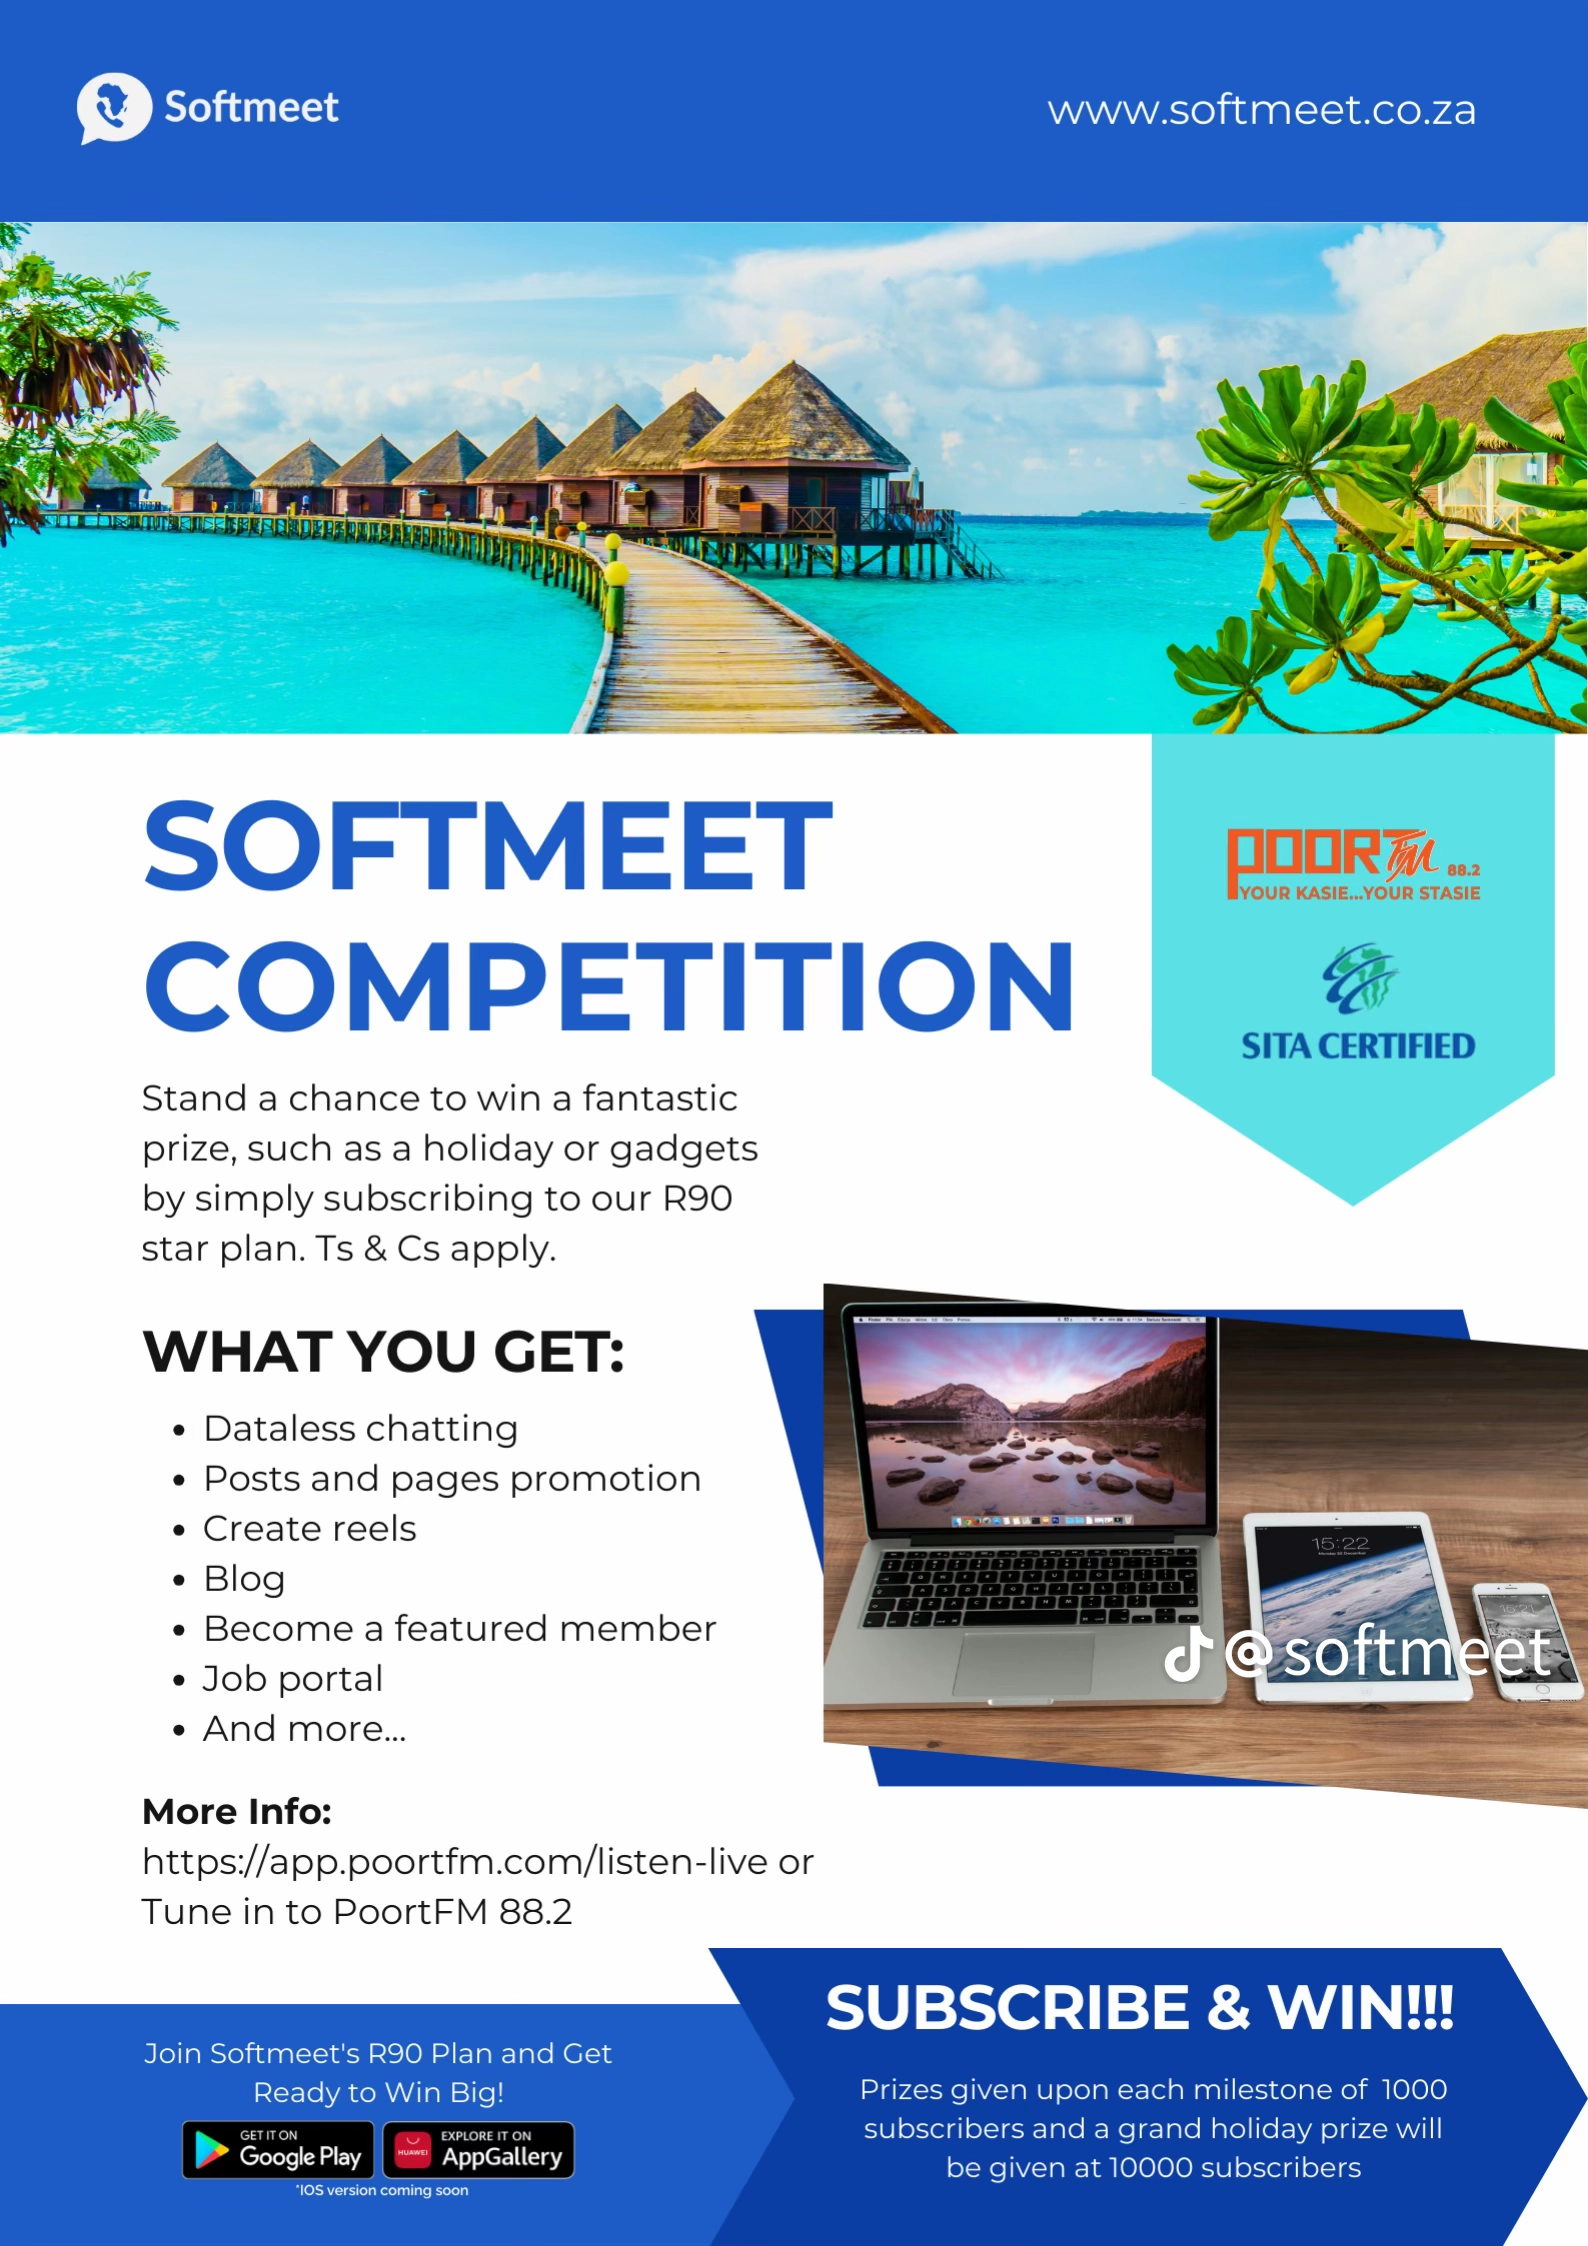 Softmeet
www.softmeet.co.za
SOFTMEET
COMPETITION
POORT FM 88.2
YOUR KASIE...YOUR STASIE
SITA CERTIFIED
Stand a chance to win a fantastic
prize, such as a holiday or gadgets
by simply subscribing to our R90
star plan. Ts & Cs apply.
WHAT YOU GET:
• Dataless chatting
• Posts and pages promotion
• Create reels
• Blog
• Become a featured member
• Job portal
• And more...
15:22
15:21
@softmeet
More Info:
https://app.poortfm.com/listen-live or
Tune in to PoortFM 88.2
SUBSCRIBE & WIN!!!
Prizes given upon each milestone of 1000
subscribers and a grand holiday prize will
be given at 10000 subscribers
Join Softmeet's R90 Plan and Get
Ready to Win Big!
GET IT ON
Google Play
HUAWEI
EXPLORE IT ON
AppGallery
*IOS version coming soon